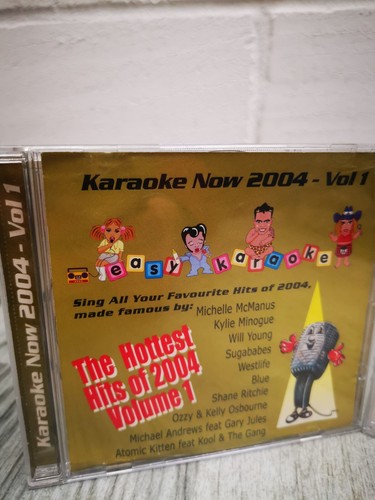 Karaoke Now 2004 - Vol 1
Karaoke Now 2004 - Vol 1
easy karaoke
Sing All Your Favourite Hits of 2004,
made famous by: Michelle McManus
Kylie Minogue
Will Young
Sugababes
Westlife
Blue
Shane Ritchie
Ozzy & Kelly Osbourne
Michael Andrews feat Gary Jules
Atomic Kitten feat Kool & The Gang
The Hottest
Hits of 2004
Volume 1